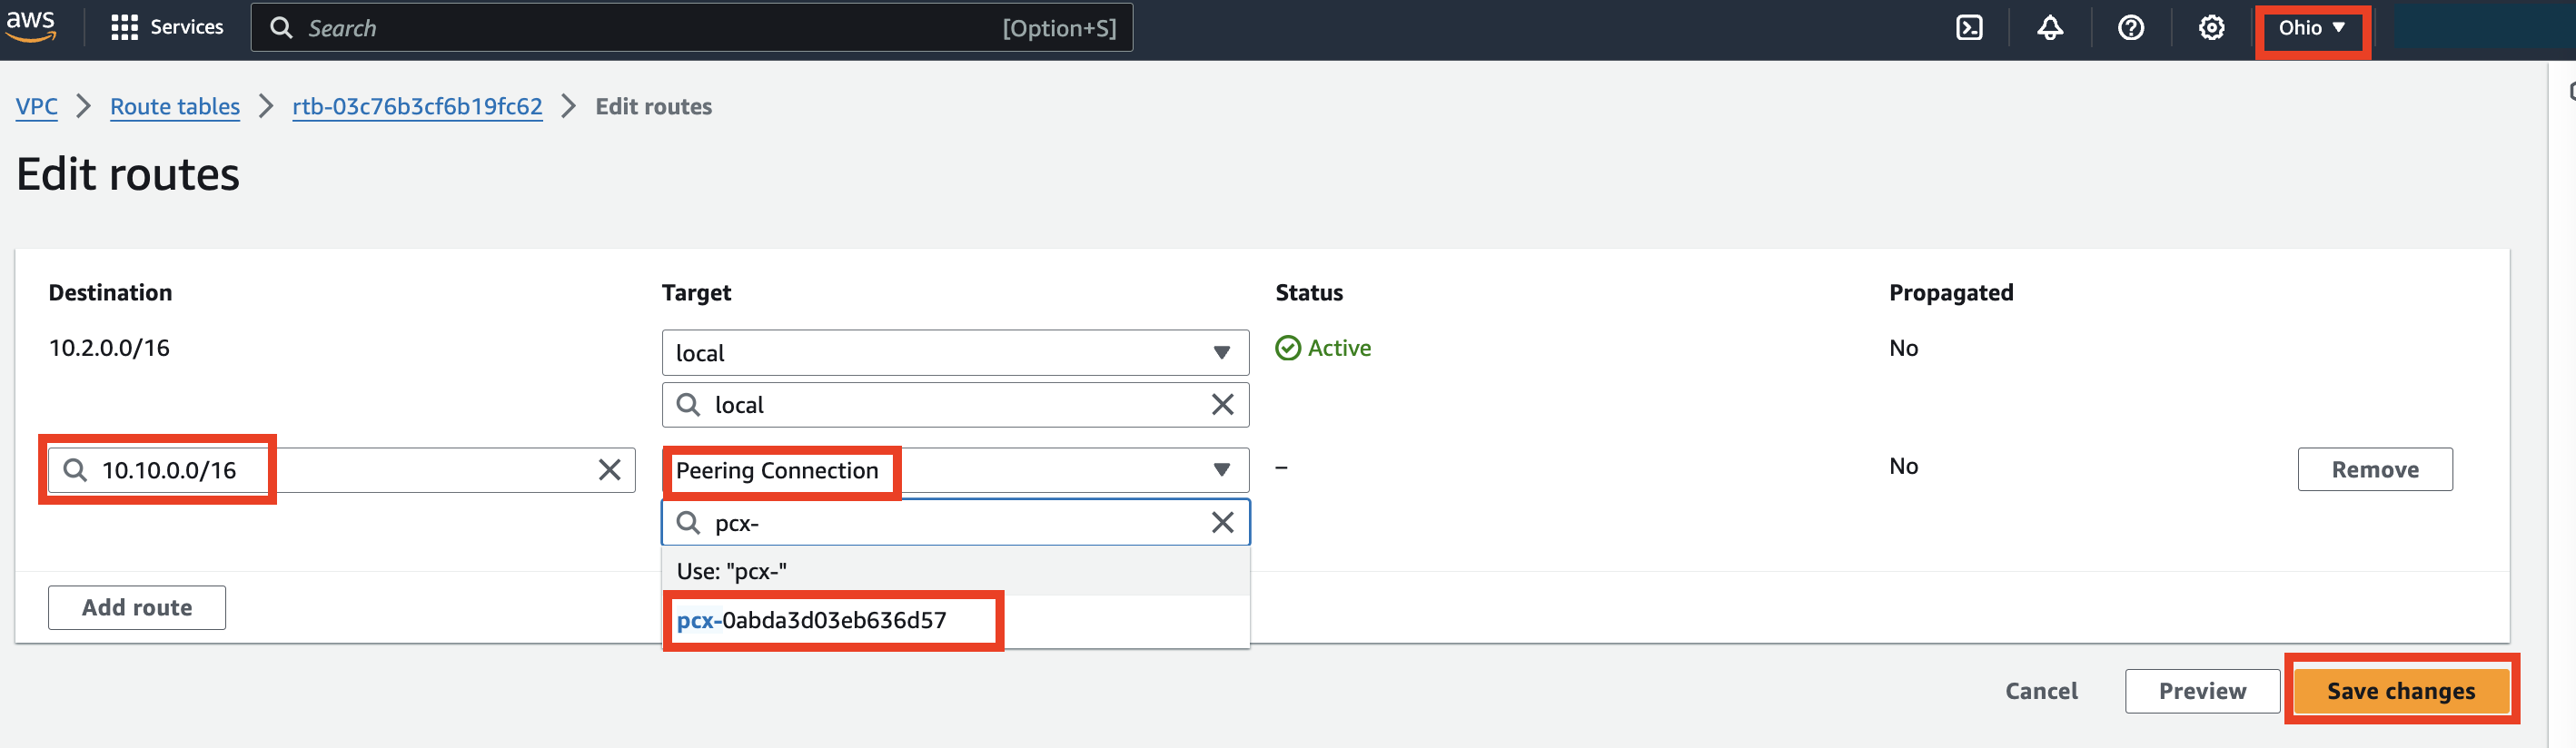 aws Services Search [Option+S] Ohio
VPC Route tables rtb-03c76b3cf6b19fc62 Edit routes
Edit routes
Destination Target Status Propagated
10.2.0.0/16 local Active No
local
10.10.0.0/16 Peering Connection – No Remove
pcx-
Use: "pcx-"
Add route pcx-0abda3d03eb636d57
Cancel Preview Save changes